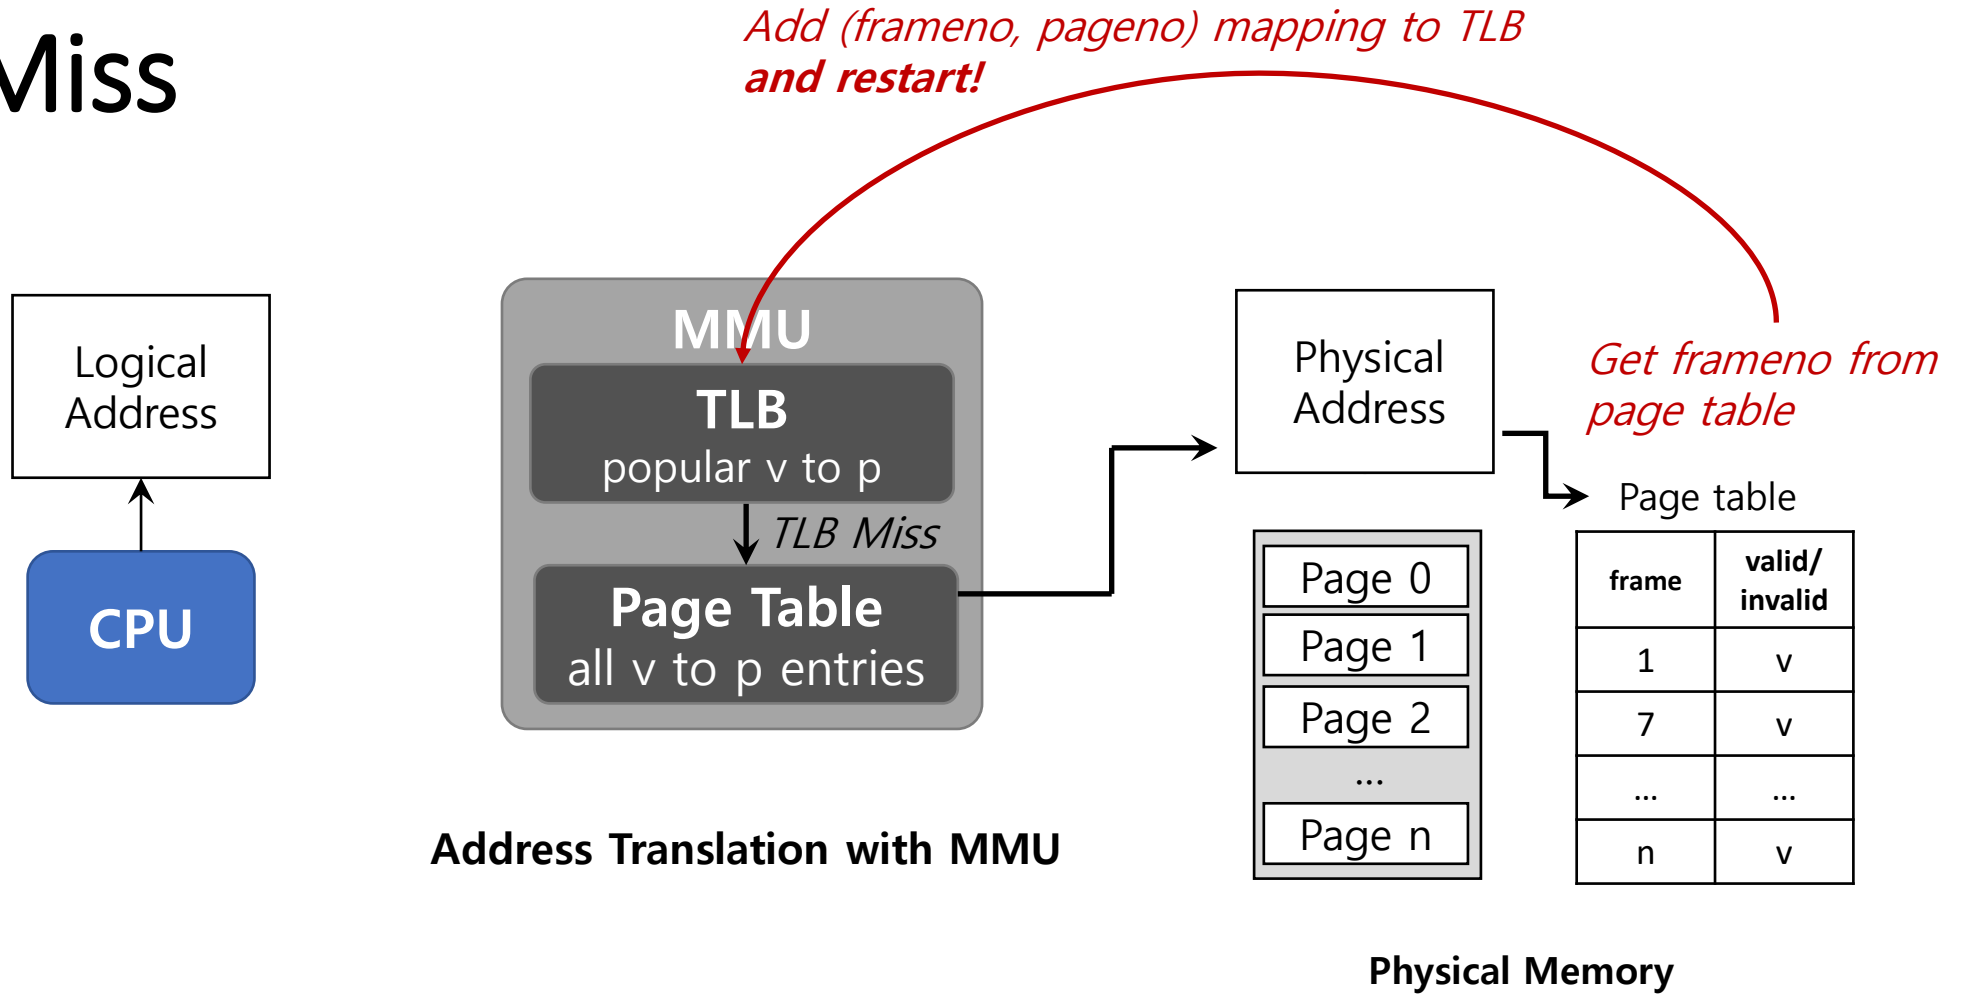 Miss
Add (frameno, pageno) mapping to TLB
and restart!
Logical
Address
CPU
MMU
TLB
popular v to p
TLB Miss
Page Table
all v to p entries
Address Translation with MMU
Physical
Address
Get frameno from
page table
Page table
Page 0
Page 1
Page 2
...
Page n
frame valid/
invalid
1 v
7 v
... ...
n v
Physical Memory